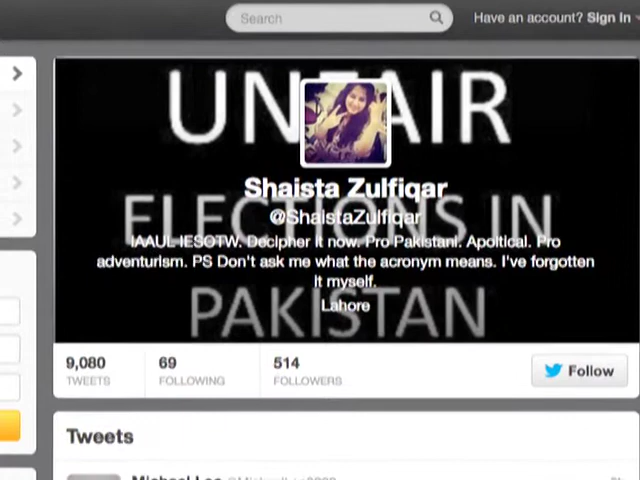 Search
Have an account? Sign in
UNFAIR
ELECTIONS IN
PAKISTAN
Shaista Zulfiqar
@ShaistaZulfiqar
IAAUL IESOTW. Decipher it now. Pro Pakistani. Apoltical. Pro
adventurism. PS Don't ask me what the acronym means. I've forgotten
it myself.
Lahore
9,080
TWEETS
69
FOLLOWING
514
FOLLOWERS
Follow
Tweets